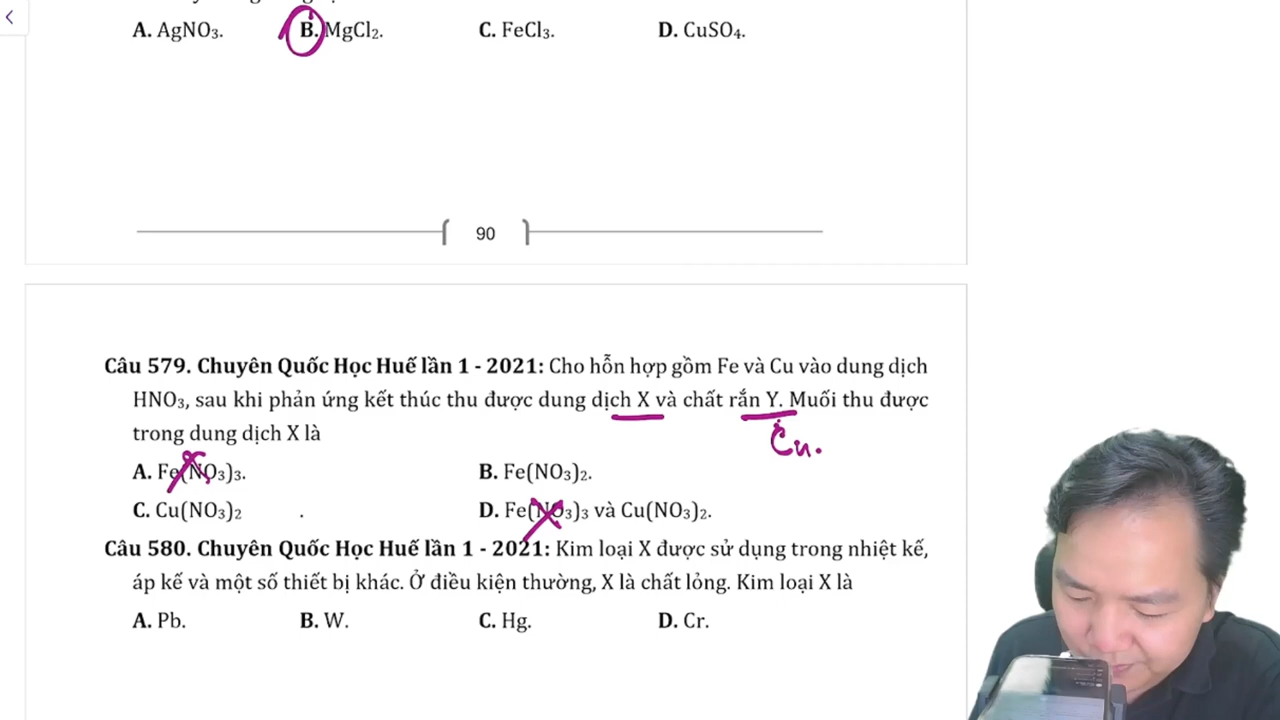 A. AgNO₃. B. MgCl₂. C. FeCl₃. D. CuSO₄.
90
Câu 579. Chuyên Quốc Học Huế lần 1 - 2021: Cho hỗn hợp gồm Fe và Cu vào dung dịch
HNO₃, sau khi phản ứng kết thúc thu được dung dịch X và chất rắn Y. Muối thu được
trong dung dịch X là
Cu.
A. Fe(NO₃)₃. B. Fe(NO₃)₂.
C. Cu(NO₃)₂ . D. Fe(NO₃)₃ và Cu(NO₃)₂.
Câu 580. Chuyên Quốc Học Huế lần 1 - 2021: Kim loại X được sử dụng trong nhiệt kế,
áp kế và một số thiết bị khác. Ở điều kiện thường, X là chất lỏng. Kim loại X là
A. Pb. B. W. C. Hg. D. Cr.